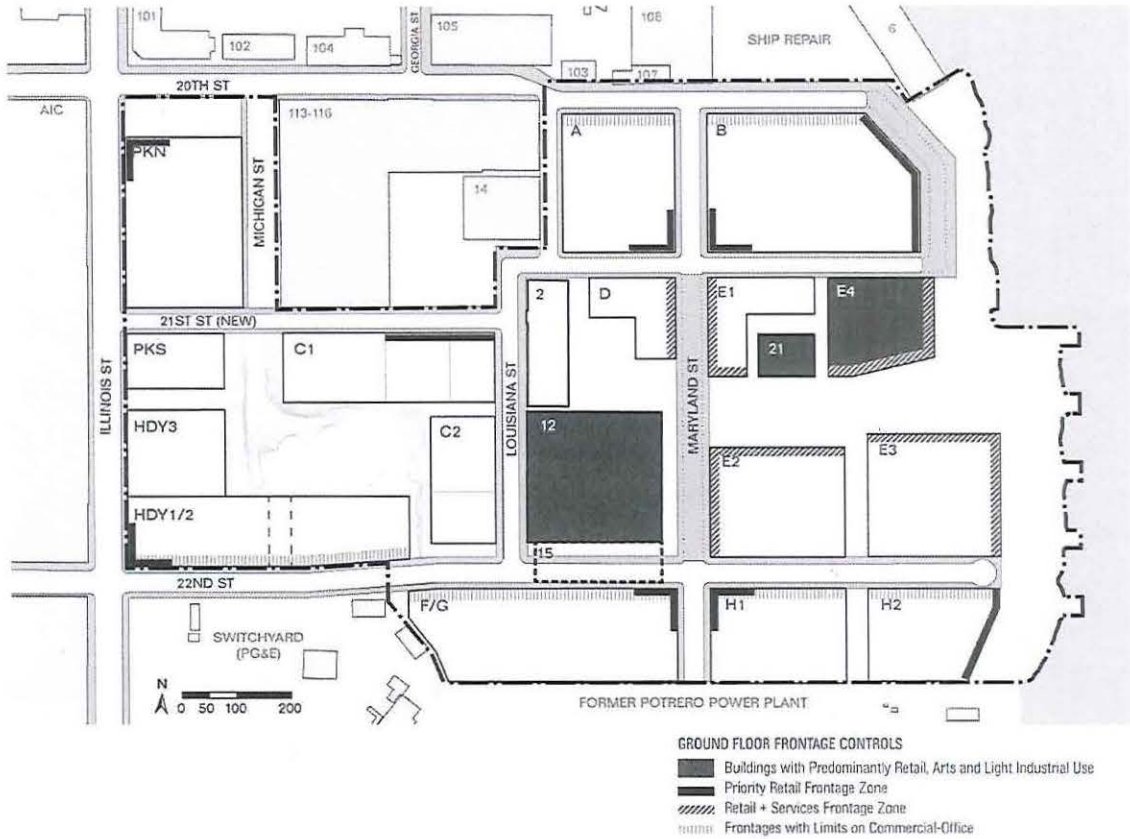 101
102
104
GEORGIA ST
105
108
SHIP REPAIR
6
103
107
20TH ST
AIC
113-116
PKN
MICHIGAN ST
14
A
B
2
D
E1
E4
21ST ST (NEW)
PKS
C1
21
ILLINOIS ST
LOUISIANA ST
MARYLAND ST
HDY3
C2
12
E2
E3
HDY1/2
15
22ND ST
F/G
H1
H2
SWITCHYARD
(PG&E)
N
0 50 100 200
FORMER POTRERO POWER PLANT
GROUND FLOOR FRONTAGE CONTROLS
Buildings with Predominantly Retail, Arts and Light Industrial Use
Priority Retail Frontage Zone
Retail + Services Frontage Zone
Frontages with Limits on Commercial-Office